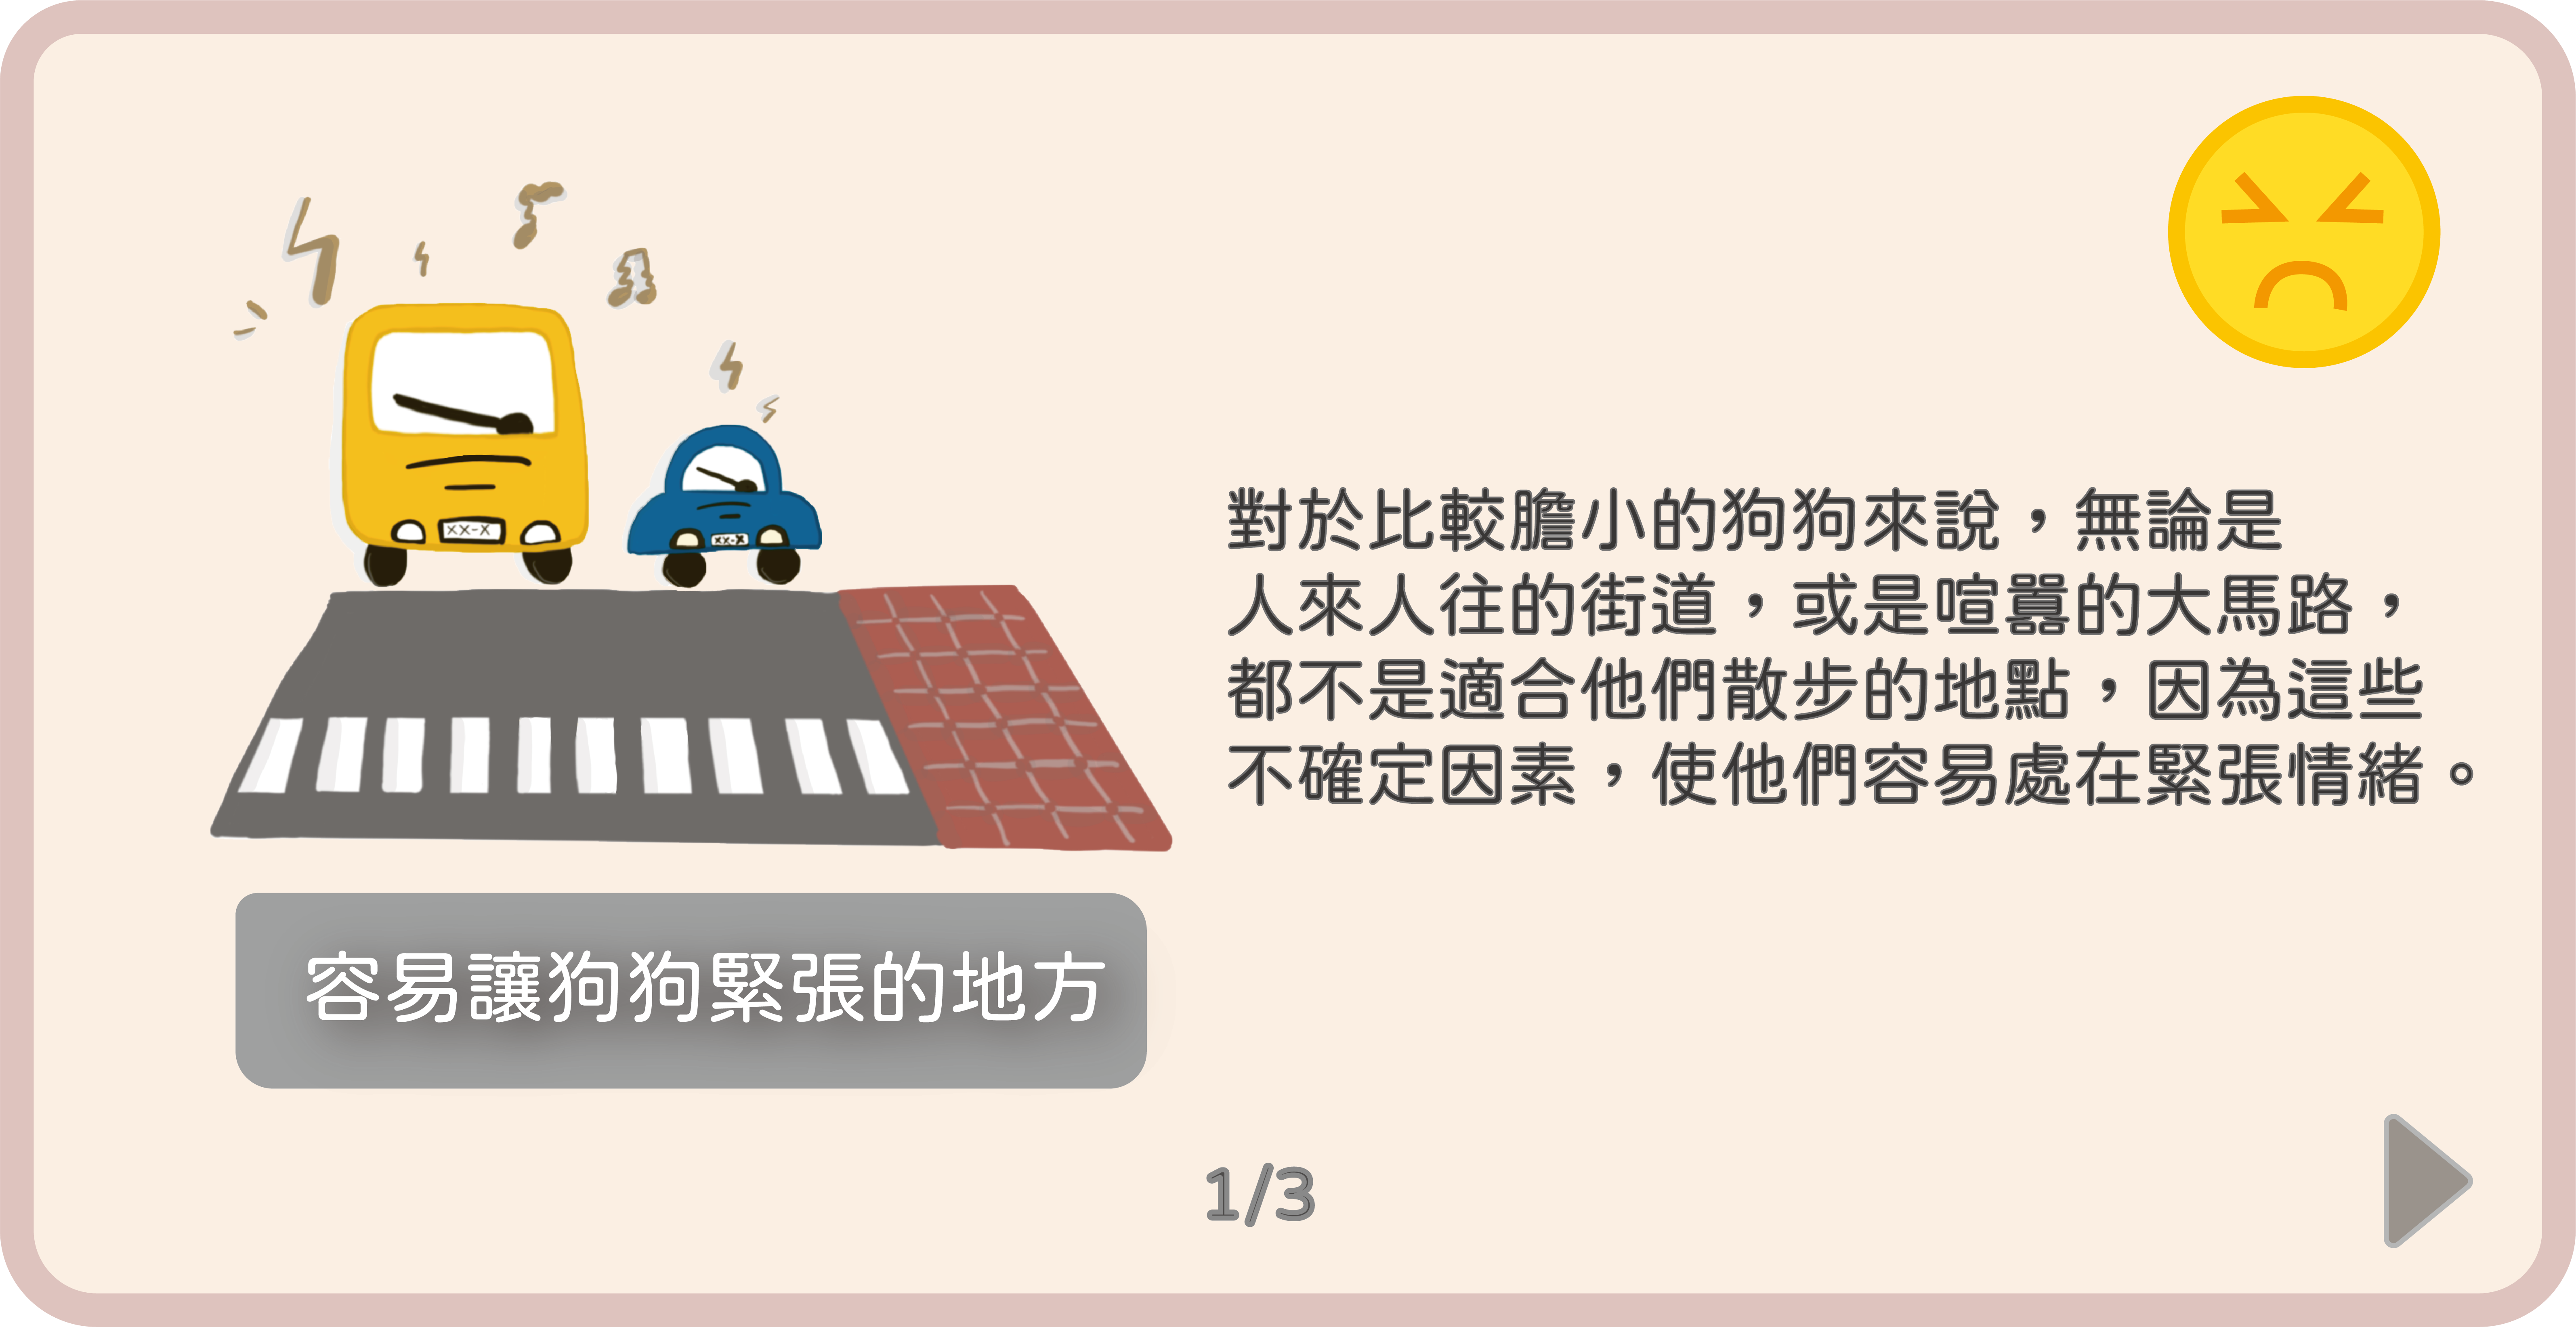 XX-X
XX-X
對於比較膽小的狗狗來說，無論是
人來人往的街道，或是喧囂的大馬路，
都不是適合他們散步的地點，因為這些
不確定因素，使他們容易處在緊張情緒。
容易讓狗狗緊張的地方
1/3